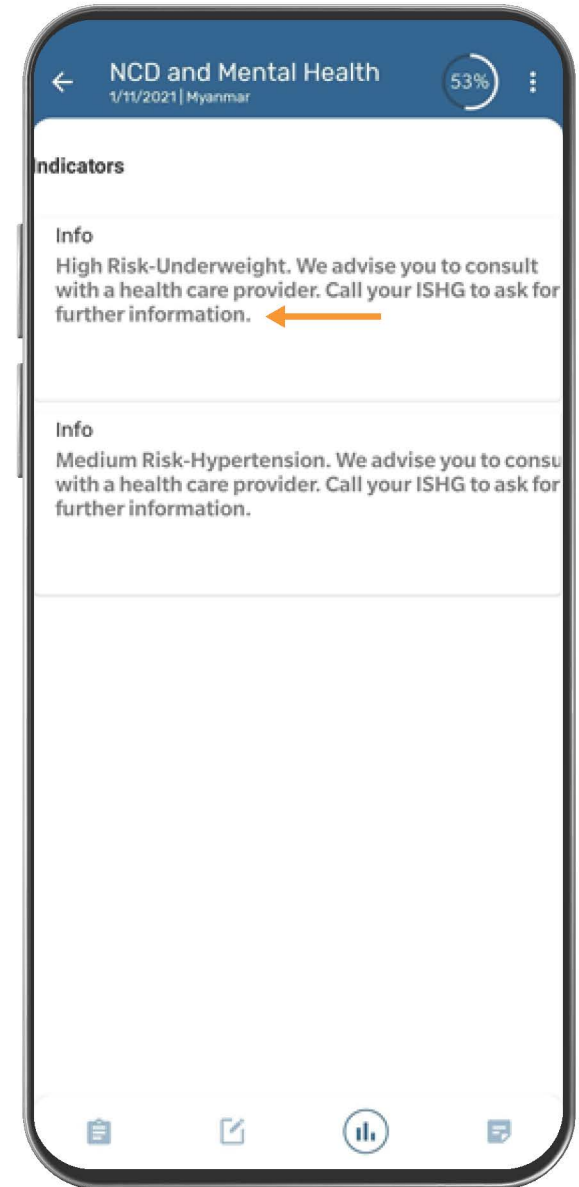 NCD and Mental Health
53%
1/11/2021 | Myanmar
Indicators
Info
High Risk-Underweight. We advise you to consult
with a health care provider. Call your ISHG to ask for
further information.
Info
Medium Risk-Hypertension. We advise you to consu
with a health care provider. Call your ISHG to ask for
further information.